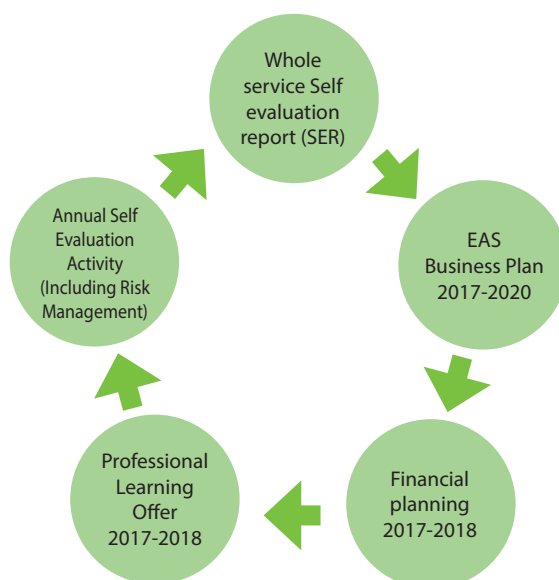 Whole
service Self
evaluation
report (SER)
EAS
Business Plan
2017-2020
Financial
planning
2017-2018
Professional
Learning
Offer
2017-2018
Annual Self
Evaluation
Activity
(Including Risk
Management)